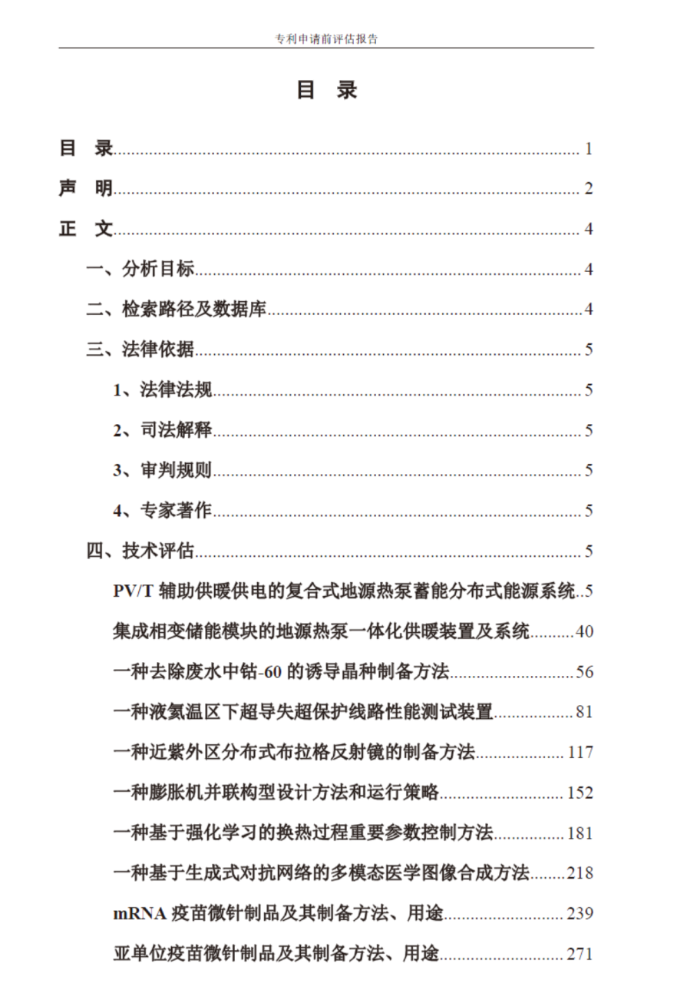 专利申请前评估报告
目 录
目 录 1
声 明 2
正 文 4
一、分析目标 4
二、检索路径及数据库 4
三、法律依据 5
1、法律法规 5
2、司法解释 5
3、审判规则 5
4、专家著作 5
四、技术评估 5
PV/T 辅助供暖供电的复合式地源热泵蓄能分布式能源系统..5
集成相变储能模块的地源热泵一体化供暖装置及系统 40
一种去除废水中钴-60 的诱导晶种制备方法 56
一种液氦温区下超导失超保护线路性能测试装置 81
一种近紫外区分布式布拉格反射镜的制备方法 117
一种膨胀机并联构型设计方法和运行策略 152
一种基于强化学习的换热过程重要参数控制方法 181
一种基于生成式对抗网络的多模态医学图像合成方法 218
mRNA 疫苗微针制品及其制备方法、用途 239
亚单位疫苗微针制品及其制备方法、用途 271